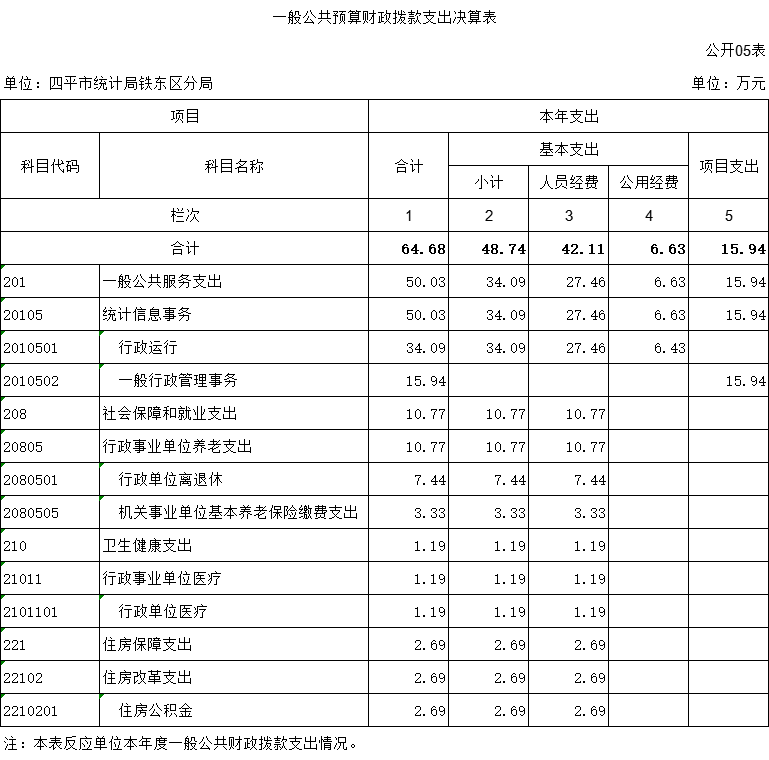 一般公共预算财政拨款支出决算表
公开05表
单位：四平市统计局铁东区分局 单位：万元
项目 本年支出
科目代码 科目名称 合计 基本支出 项目支出
小计 人员经费 公用经费
栏次 1 2 3 4 5
合计 64.68 48.74 42.11 6.63 15.94
201 一般公共服务支出 50.03 34.09 27.46 6.63 15.94
20105 统计信息事务 50.03 34.09 27.46 6.63 15.94
2010501 行政运行 34.09 34.09 27.46 6.43
2010502 一般行政管理事务 15.94 15.94
208 社会保障和就业支出 10.77 10.77 10.77
20805 行政事业单位养老支出 10.77 10.77 10.77
2080501 行政单位离退休 7.44 7.44 7.44
2080505 机关事业单位基本养老保险缴费支出 3.33 3.33 3.33
210 卫生健康支出 1.19 1.19 1.19
21011 行政事业单位医疗 1.19 1.19 1.19
2101101 行政单位医疗 1.19 1.19 1.19
221 住房保障支出 2.69 2.69 2.69
22102 住房改革支出 2.69 2.69 2.69
2210201 住房公积金 2.69 2.69 2.69
注：本表反应单位本年度一般公共财政拨款支出情况。